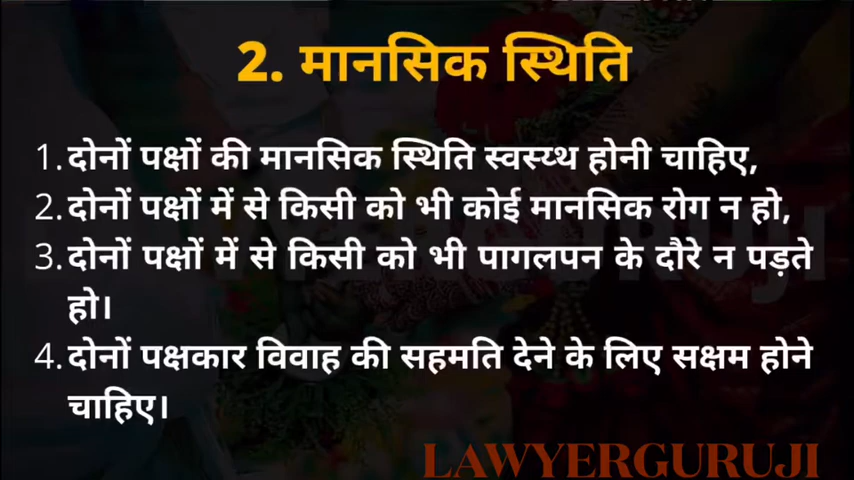 2. मानसिक स्थिति
1. दोनों पक्षों की मानसिक स्थिति स्वस्थ्य होनी चाहिए,
2. दोनों पक्षों में से किसी को भी कोई मानसिक रोग न हो,
3. दोनों पक्षों में से किसी को भी पागलपन के दौरे न पड़ते
हो।
4. दोनों पक्षकार विवाह की सहमति देने के लिए सक्षम होने
चाहिए।
LAWYERGURUJI